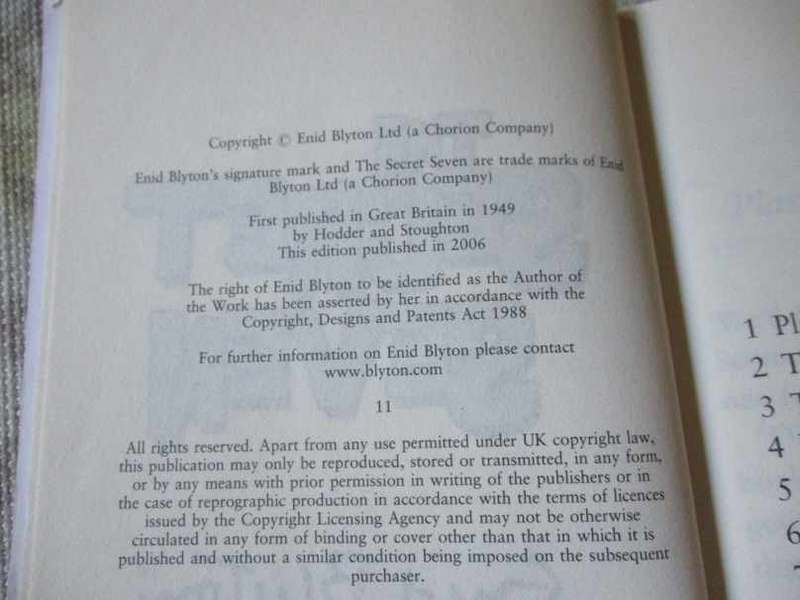 Copyright © Enid Blyton Ltd (a Chorion Company)
Enid Blyton's signature mark and The Secret Seven are trade marks of Enid
Blyton Ltd (a Chorion Company)
First published in Great Britain in 1949
by Hodder and Stoughton
This edition published in 2006
The right of Enid Blyton to be identified as the Author of
the Work has been asserted by her in accordance with the
Copyright, Designs and Patents Act 1988
For further information on Enid Blyton please contact
www.blyton.com
11
All rights reserved. Apart from any use permitted under UK copyright law,
this publication may only be reproduced, stored or transmitted, in any form,
or by any means with prior permission in writing of the publishers or in
the case of reprographic production in accordance with the terms of licences
issued by the Copyright Licensing Agency and may not be otherwise
circulated in any form of binding or cover other than that in which it is
published and without a similar condition being imposed on the subsequent
purchaser.
1 Pl
2 T
3 T
4
5
6
7